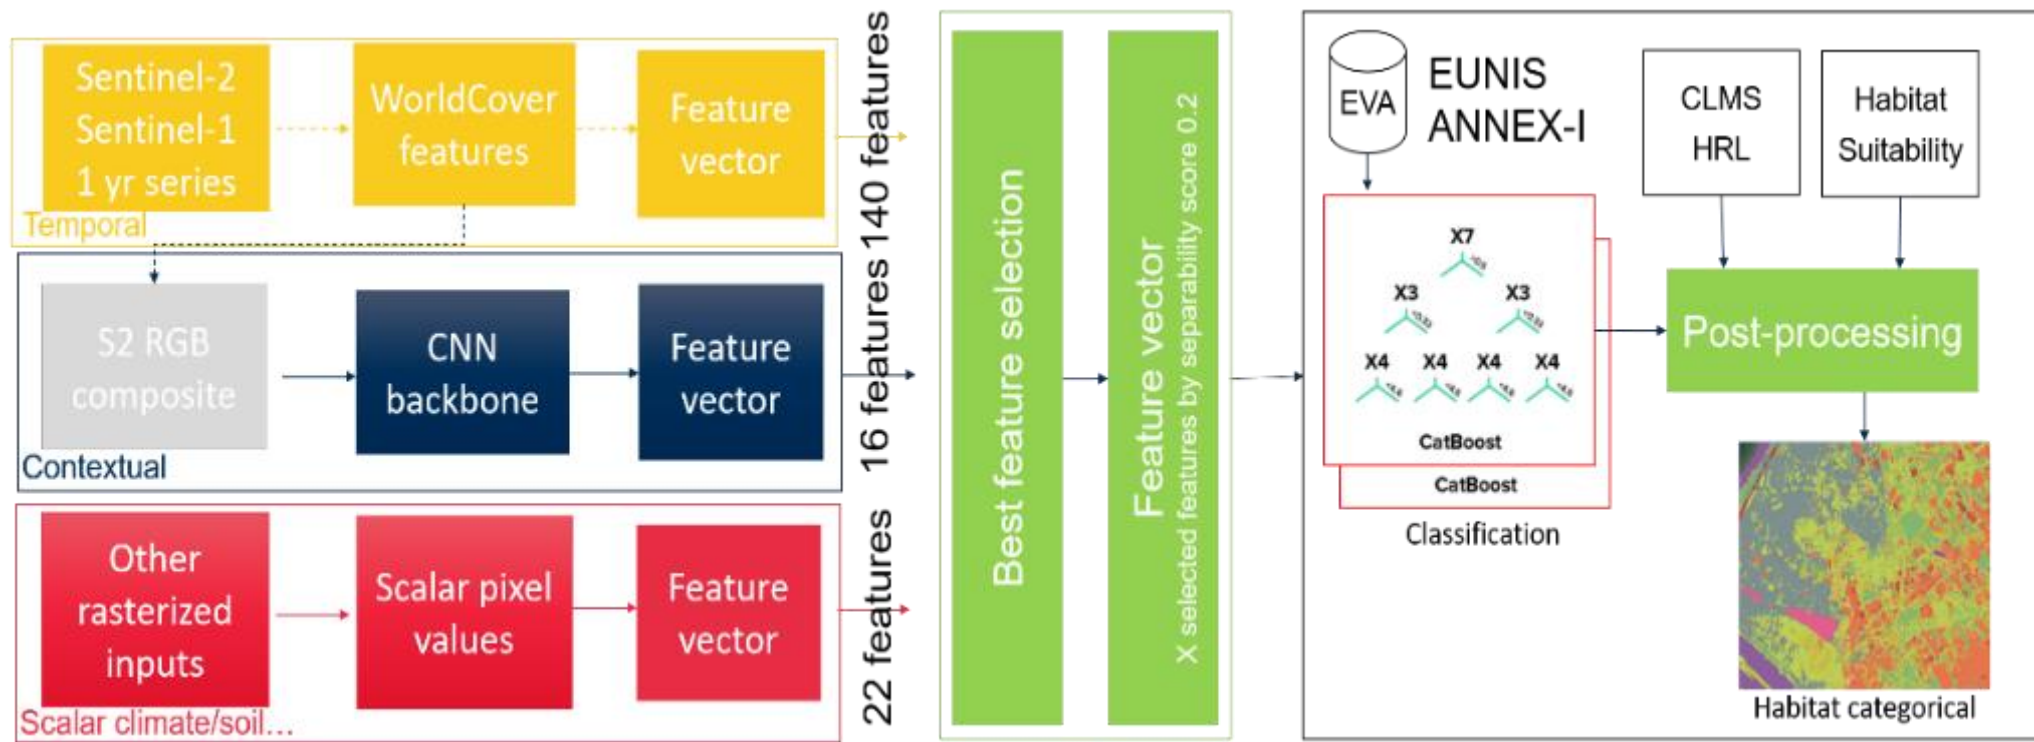 Sentinel-2
Sentinel-1
1 yr series
WorldCover
features
Feature
vector
Temporal
140 features
S2 RGB
composite
CNN
backbone
Feature
vector
Contextual
16 features
Other
rasterized
inputs
Scalar pixel
values
Feature
vector
Scalar climate/soil...
22 features
Best feature selection
Feature vector
X selected features by separability score 0.2
EVA
EUNIS
ANNEX-I
X7
X3
X3
X4
X4
X4
X4
CatBoost
CatBoost
Classification
CLMS
HRL
Habitat
Suitability
Post-processing
Habitat categorical